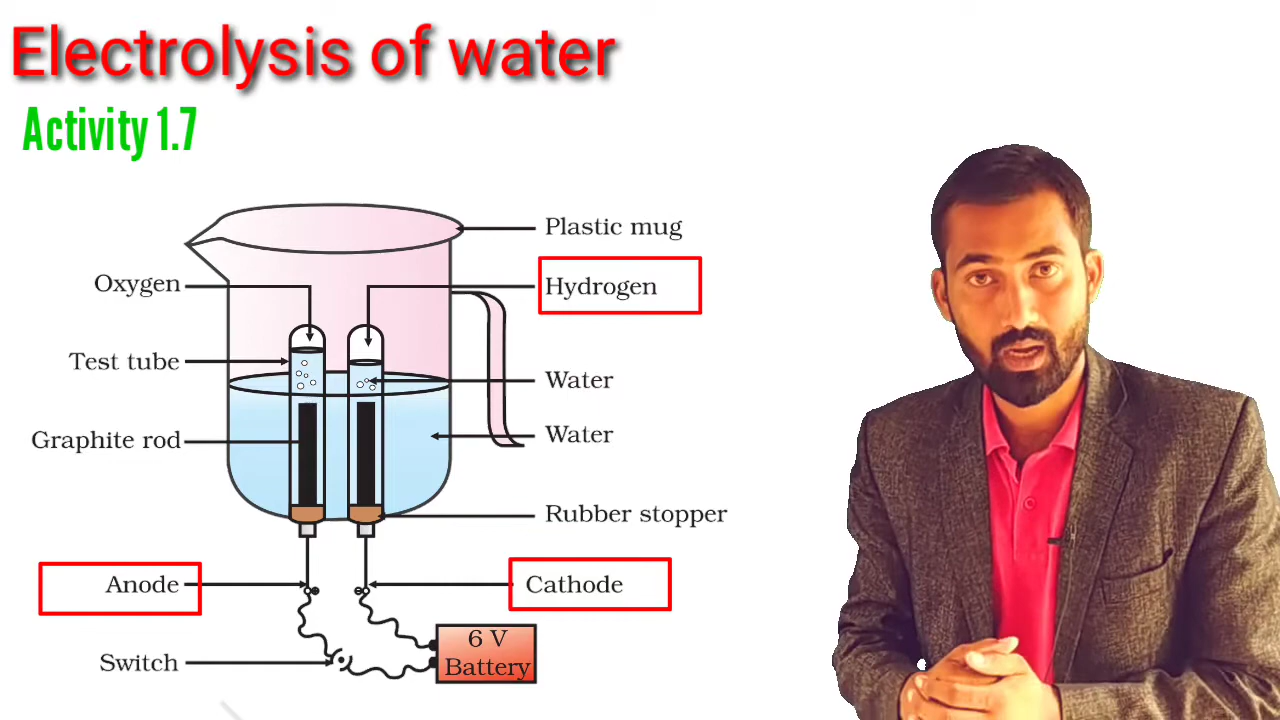 Electrolysis of water
Activity 1.7
Plastic mug
Oxygen
Hydrogen
Test tube
Water
Graphite rod
Water
Rubber stopper
Anode
Cathode
Switch
6 V
Battery